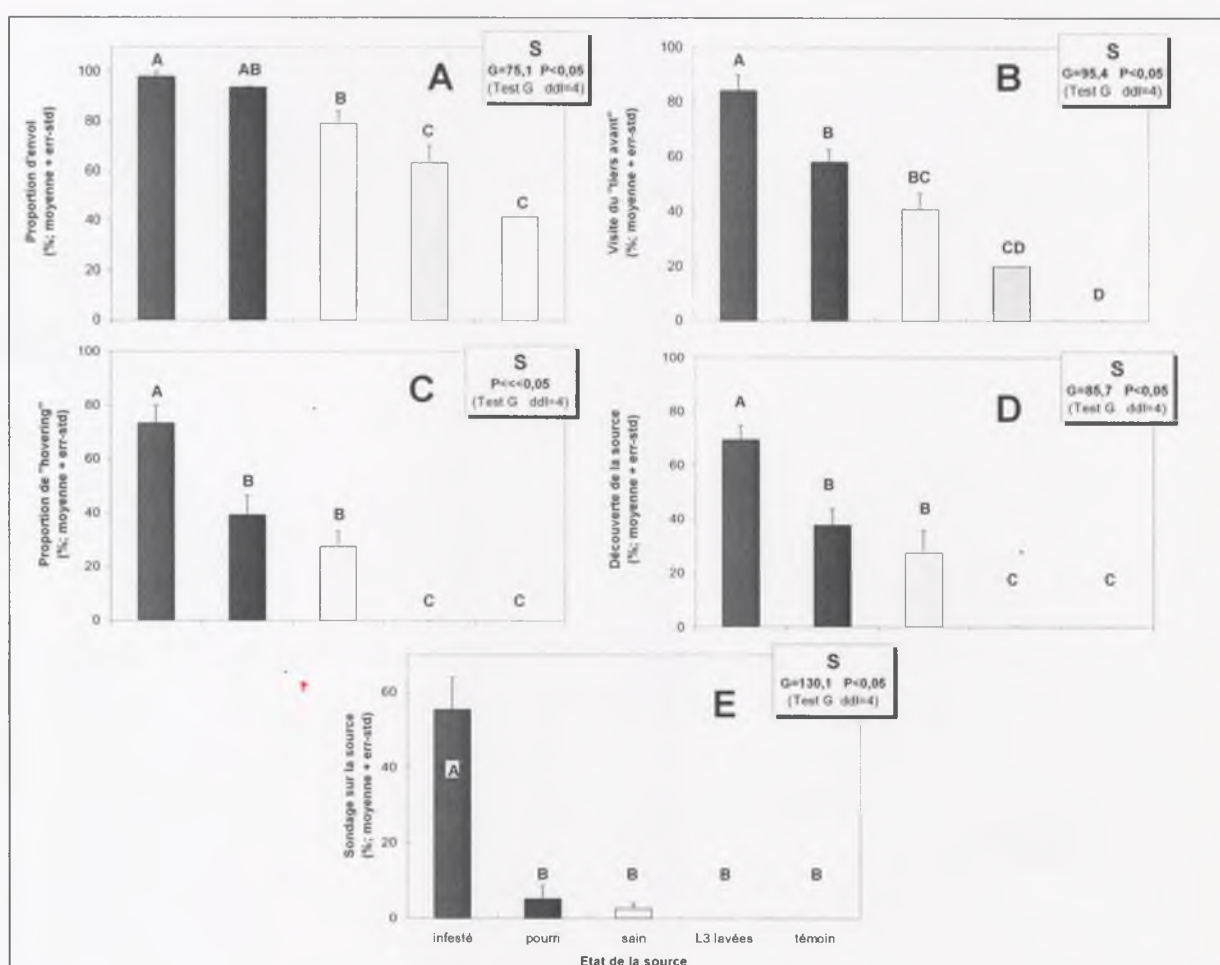 A
S
G=75,1 P<0,05
(Test G ddl=4)
Proportion d'envol
(%; moyenne + err-std)
100
80
60
40
20
0
A
AB
B
C
C
B
S
G=95,4 P<0,05
(Test G ddl=4)
Visite du "tiers avant"
(%; moyenne + err-std)
100
80
60
40
20
0
A
B
BC
CD
D
C
S
P<<<0,05
(Test G ddl=4)
Proportion de "hovering"
(%; moyenne + err-std)
100
80
60
40
20
0
A
B
B
C
C
D
S
G=85,7 P<0,05
(Test G ddl=4)
Découverte de la source
(%; moyenne + err-std)
100
80
60
40
20
0
A
B
B
C
C
E
S
G=130,1 P<0,05
(Test G ddl=4)
Sondage sur la source
(%; moyenne + err-std)
60
40
20
0
A
B
B
B
B
infesté pourri sain L3 lavées témoin
Etat de la source